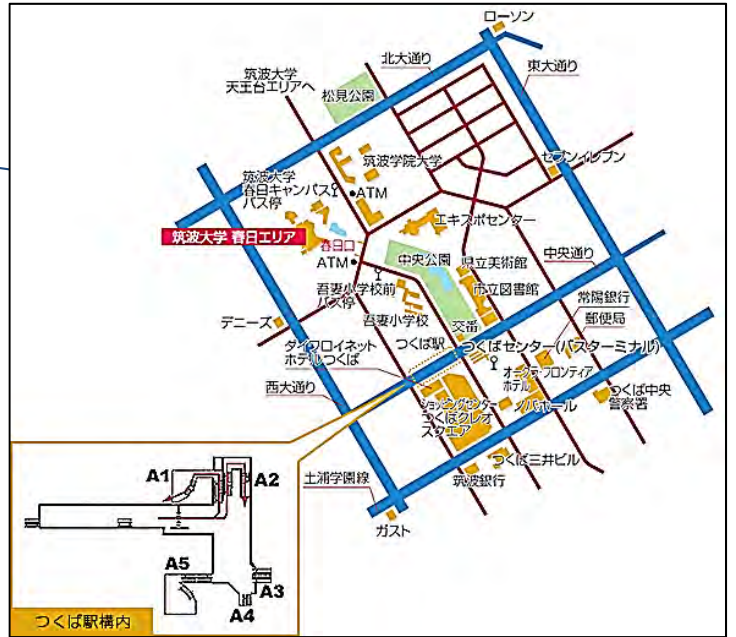 ローソン
北大通り
東大通り
筑波大学
天王台エリアへ
松見公園
筑波学院大学
セブンイレブン
筑波大学
春日キャンパス
バス停
ATM
エキスポセンター
筑波大学 春日エリア
春日口
ATM
中央公園
県立美術館
中央通り
吾妻小学校前
バス停
市立図書館
常陽銀行
デニーズ
吾妻小学校
交番
郵便局
ダイワロイネット
ホテルつくば
つくば駅
つくばセンター(バスターミナル)
オークラ・フロンティア
ホテル
西大通り
ショッピングセンター
つくばクレオ
スクエア
ノバホール
つくば中央
警察署
つくば三井ビル
筑波銀行
土浦学園線
ガスト
A1
A2
A5
A3
A4
つくば駅構内